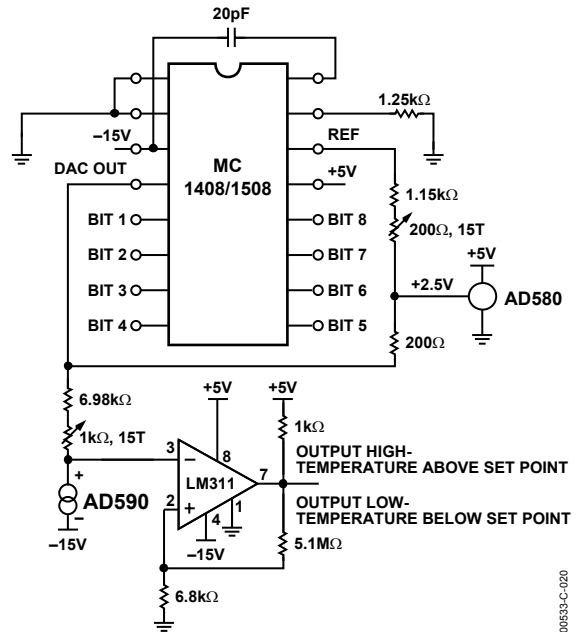 20pF
1.25kΩ
–15V
REF
DAC OUT
MC
1408/1508
+5V
1.15kΩ
BIT 1
BIT 8
200Ω, 15T
BIT 2
BIT 7
+5V
BIT 3
BIT 6
+2.5V
AD580
BIT 4
BIT 5
200Ω
6.98kΩ
+5V
+5V
1kΩ, 15T
1kΩ
OUTPUT HIGH-
TEMPERATURE ABOVE SET POINT
3
–
8
LM311
7
+
AD590
–
2
+
4
1
OUTPUT LOW-
TEMPERATURE BELOW SET POINT
–15V
–15V
5.1MΩ
6.8kΩ
00533-C-020